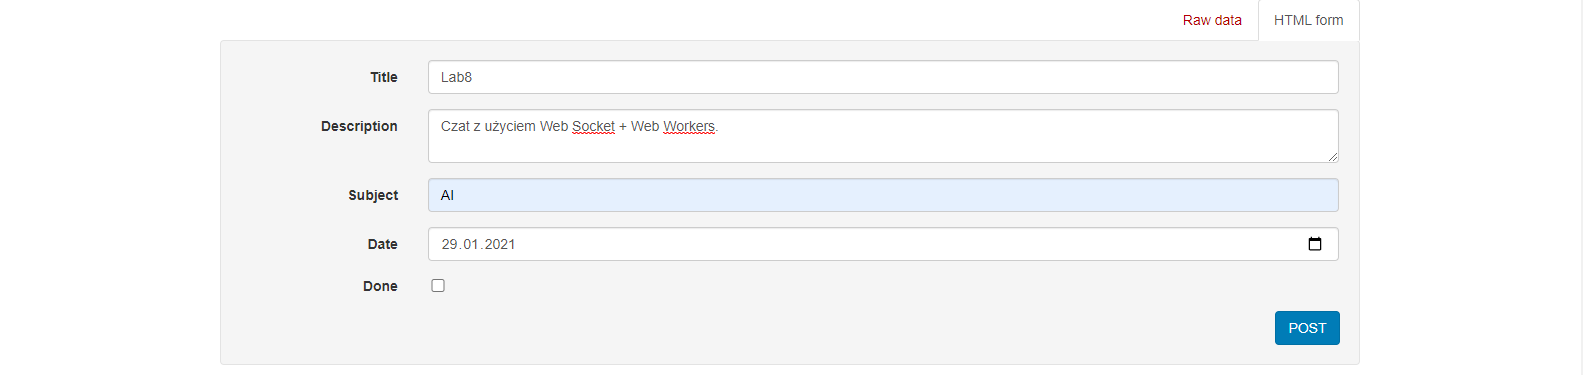 Raw data HTML form
Title Lab8
Description Czat z użyciem Web Socket + Web Workers.
Subject AI
Date 29.01.2021
Done
POST